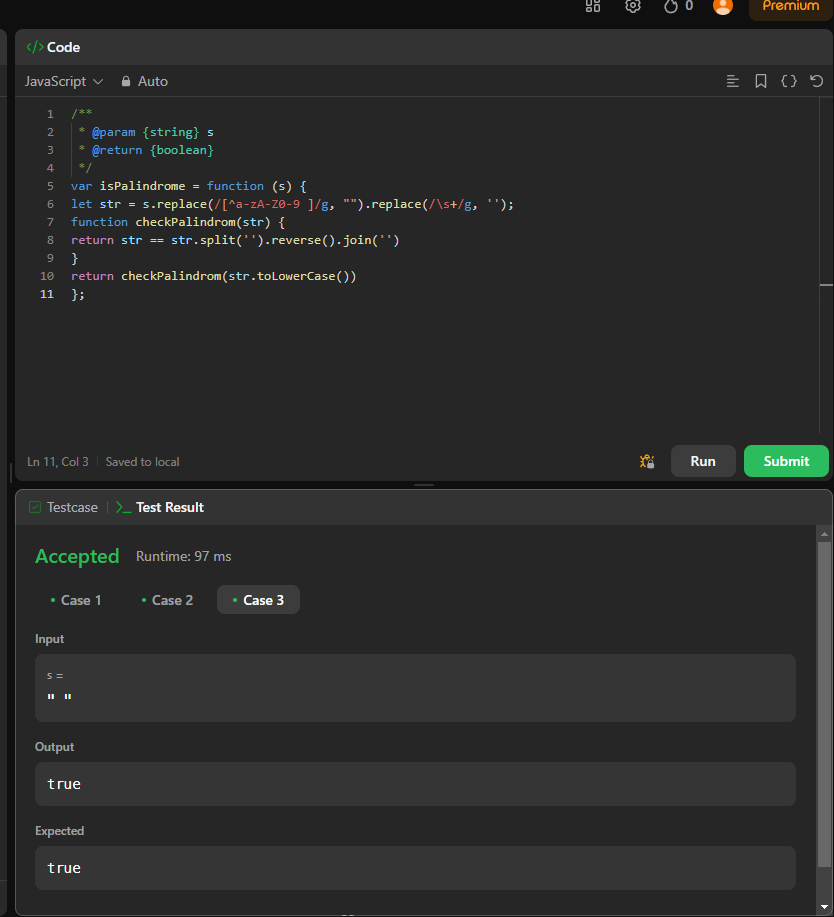 0
Premium
</> Code
JavaScript Auto
1 /**
2 * @param {string} s
3 * @return {boolean}
4 */
5 var isPalindrome = function (s) {
6 let str = s.replace(/[^a-zA-Z0-9 ]/g, "").replace(/\s+/g, '');
7 function checkPalindrom(str) {
8 return str == str.split('').reverse().join('')
9 }
10 return checkPalindrom(str.toLowerCase())
11 };
Ln 11, Col 3 Saved to local
Run
Submit
Testcase >_ Test Result
Accepted Runtime: 97 ms
• Case 1 • Case 2 • Case 3
Input
s =
" "
Output
true
Expected
true